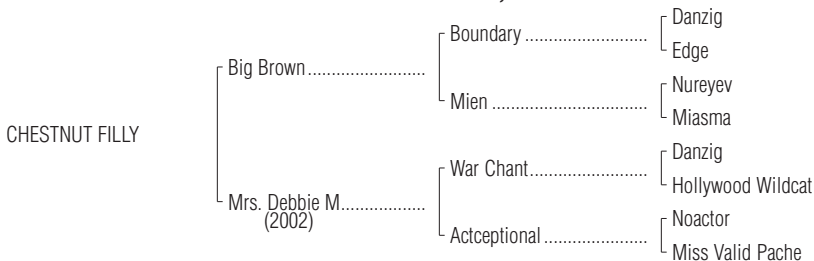 Danzig
Boundary ..........................
Edge
Big Brown.........................
Nureyev
Mien .................................
Miasma
CHESTNUT FILLY
Danzig
War Chant.........................
Hollywood Wildcat
Mrs. Debbie M..................
(2002)
Noactor
Actceptional ......................
Miss Valid Pache